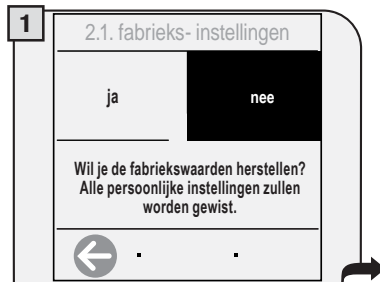 1
2.1. fabrieks- instellingen
ja
nee
Wil je de fabriekswaarden herstellen?
Alle persoonlijke instellingen zullen
worden gewist.